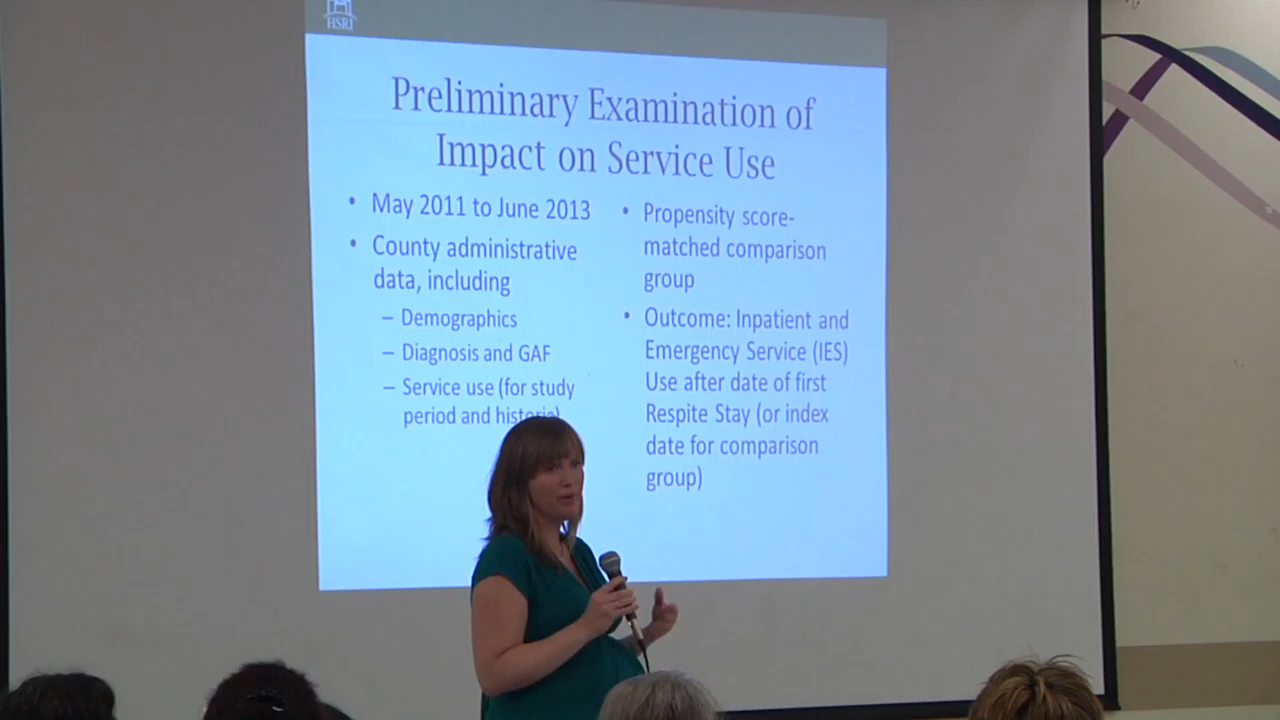 HSRI
Preliminary Examination of
Impact on Service Use
• May 2011 to June 2013
• County administrative
data, including
– Demographics
– Diagnosis and GAF
– Service use (for study
period and historic)
• Propensity score-
matched comparison
group
• Outcome: Inpatient and
Emergency Service (IES)
Use after date of first
Respite Stay (or index
date for comparison
group)